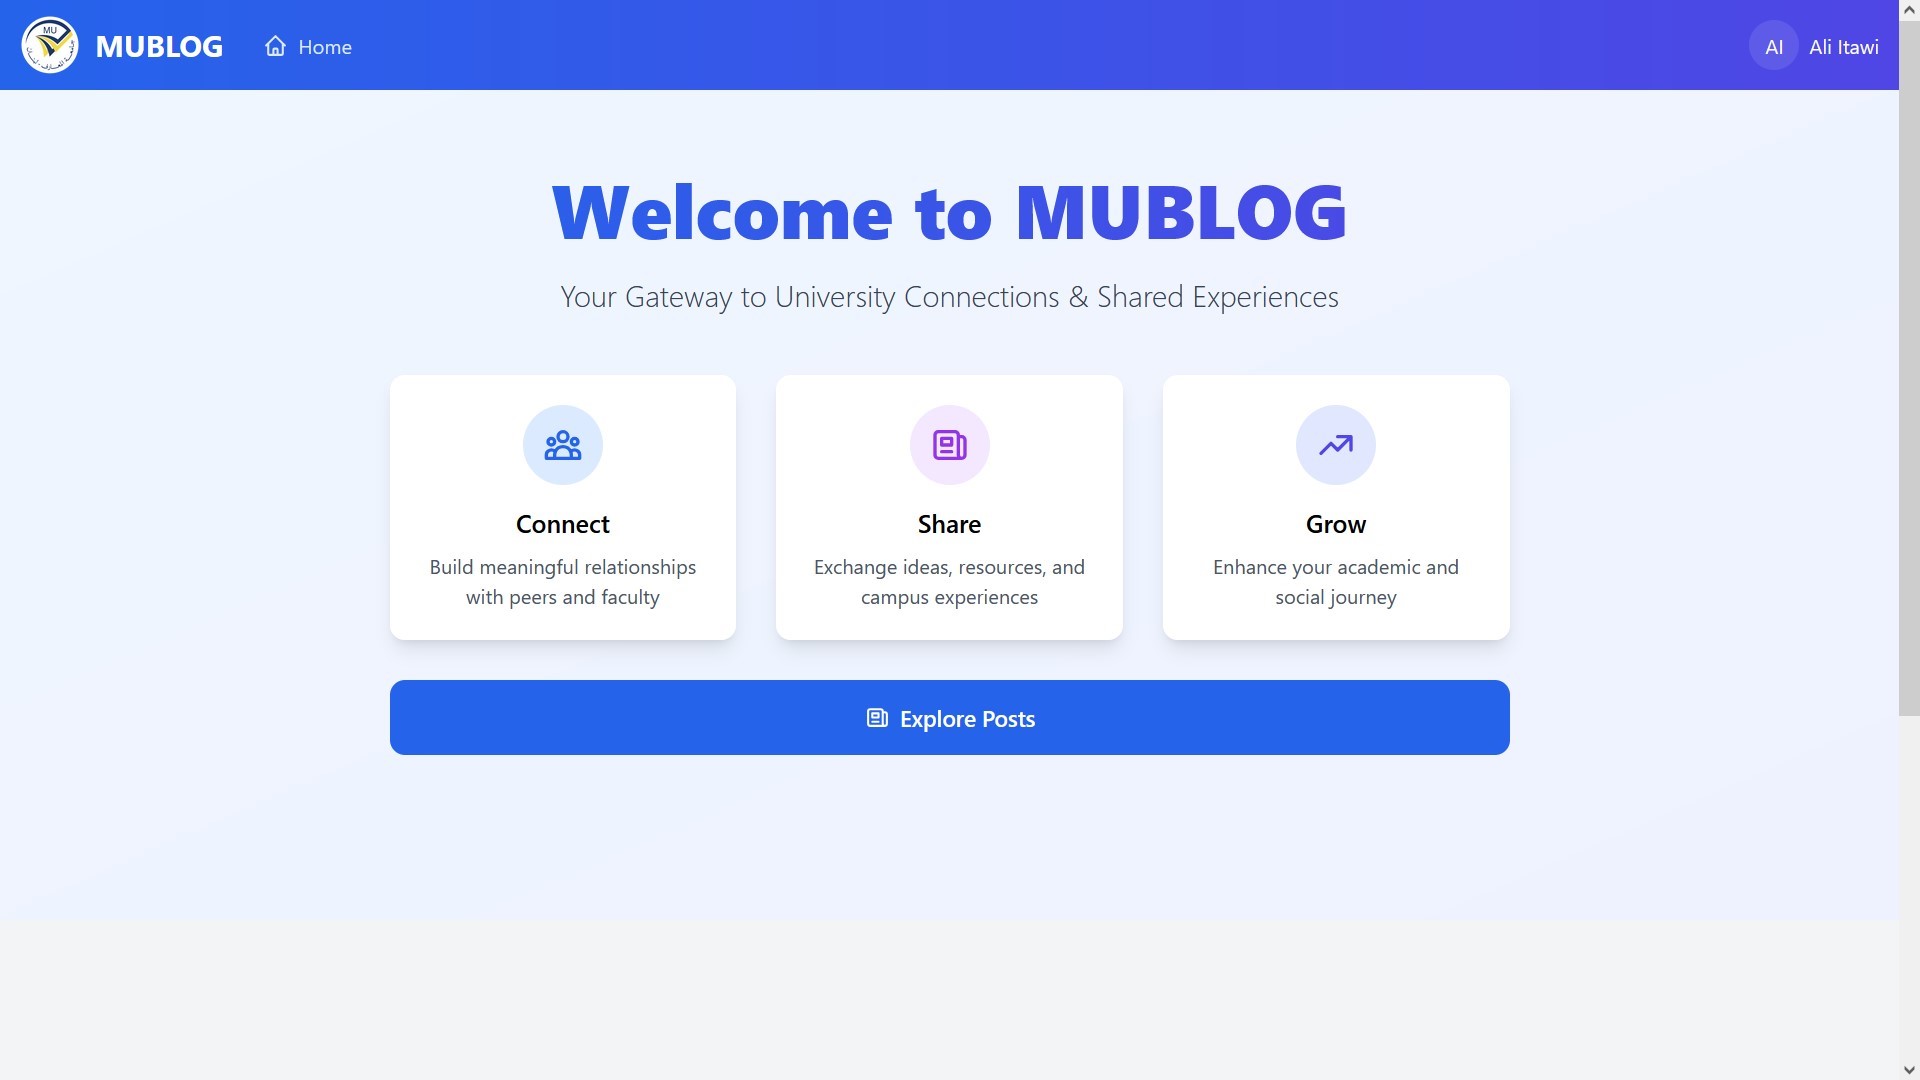 MU
MUBLOG
Home
AI
Ali Itawi
Welcome to MUBLOG
Your Gateway to University Connections & Shared Experiences
Connect
Build meaningful relationships
with peers and faculty
Share
Exchange ideas, resources, and
campus experiences
Grow
Enhance your academic and
social journey
Explore Posts